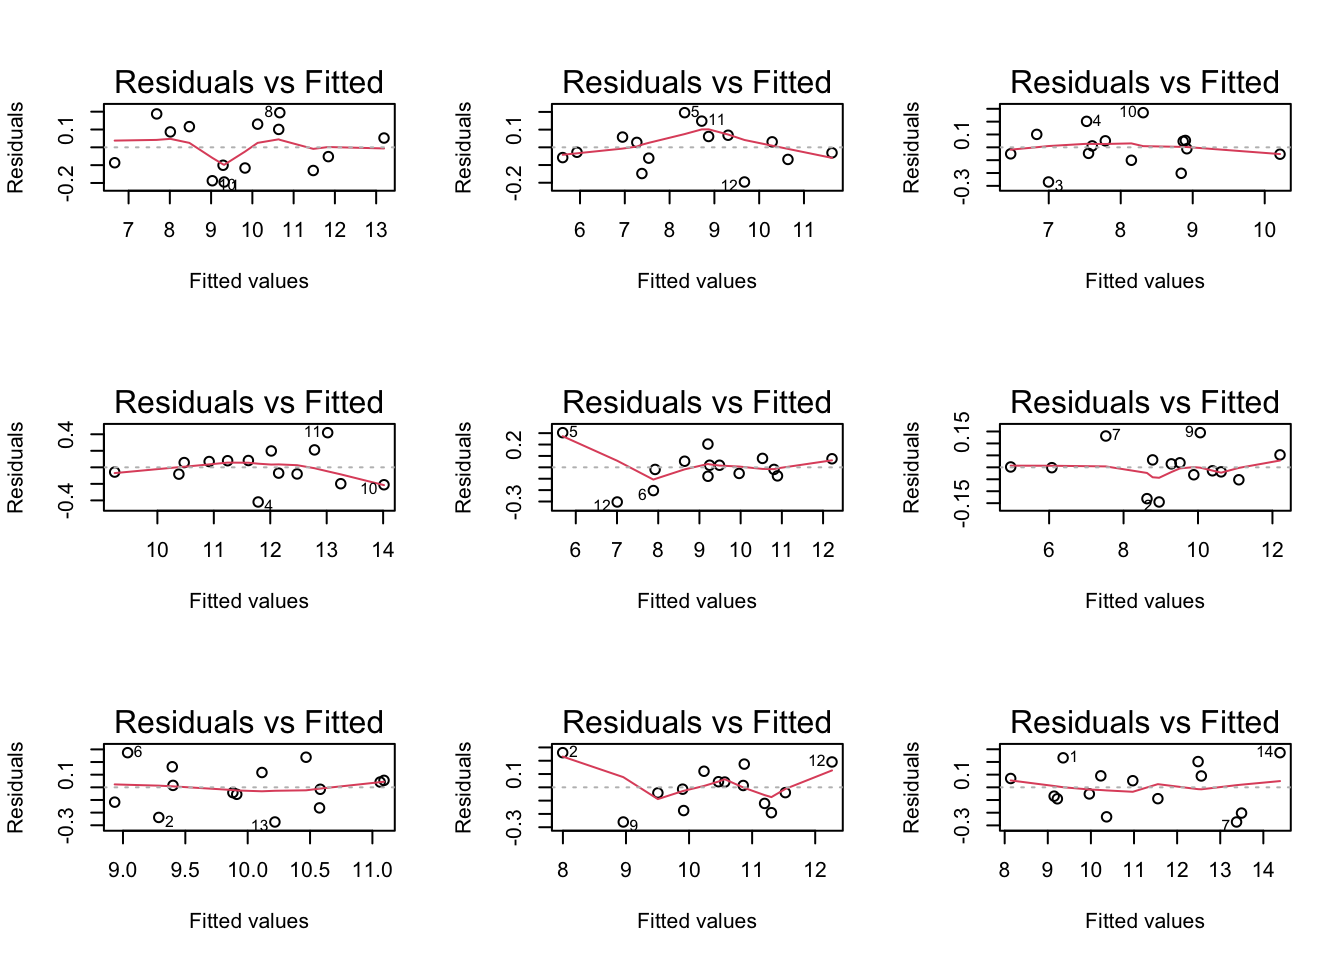 Residuals vs Fitted
Residuals
0.1
-0.2
8
1
7 8 9 10 11 12 13
Fitted values
Residuals vs Fitted
Residuals
0.1
-0.2
5
11
12
6 7 8 9 10 11
Fitted values
Residuals vs Fitted
Residuals
0.1
-0.3
10
4
3
7 8 9 10
Fitted values
Residuals vs Fitted
Residuals
0.4
-0.4
11
10
4
10 11 12 13 14
Fitted values
Residuals vs Fitted
Residuals
0.2
-0.3
5
6
12
6 7 8 9 10 11 12
Fitted values
Residuals vs Fitted
Residuals
0.15
-0.15
7
9
2
6 8 10 12
Fitted values
Residuals vs Fitted
Residuals
0.1
-0.3
6
2
13
9.0 9.5 10.0 10.5 11.0
Fitted values
Residuals vs Fitted
Residuals
0.1
-0.3
2
12
9
8 9 10 11 12
Fitted values
Residuals vs Fitted
Residuals
0.1
-0.3
1
14
7
8 9 10 11 12 13 14
Fitted values